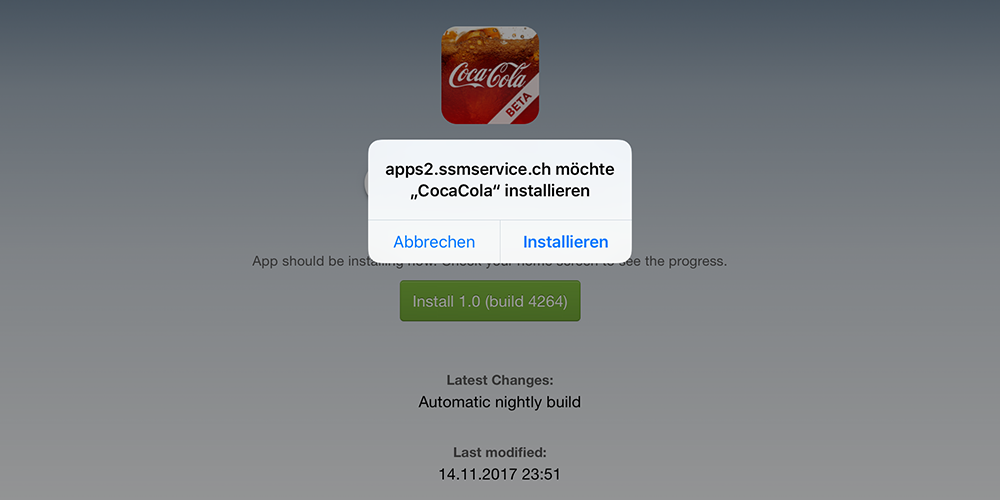 Coca-Cola
BETA
apps2.ssmservice.ch möchte
„CocaCola“ installieren
Abbrechen
Installieren
App should be installing now. Check your home screen to see the progress.
Install 1.0 (build 4264)
Latest Changes:
Automatic nightly build
Last modified:
14.11.2017 23:51